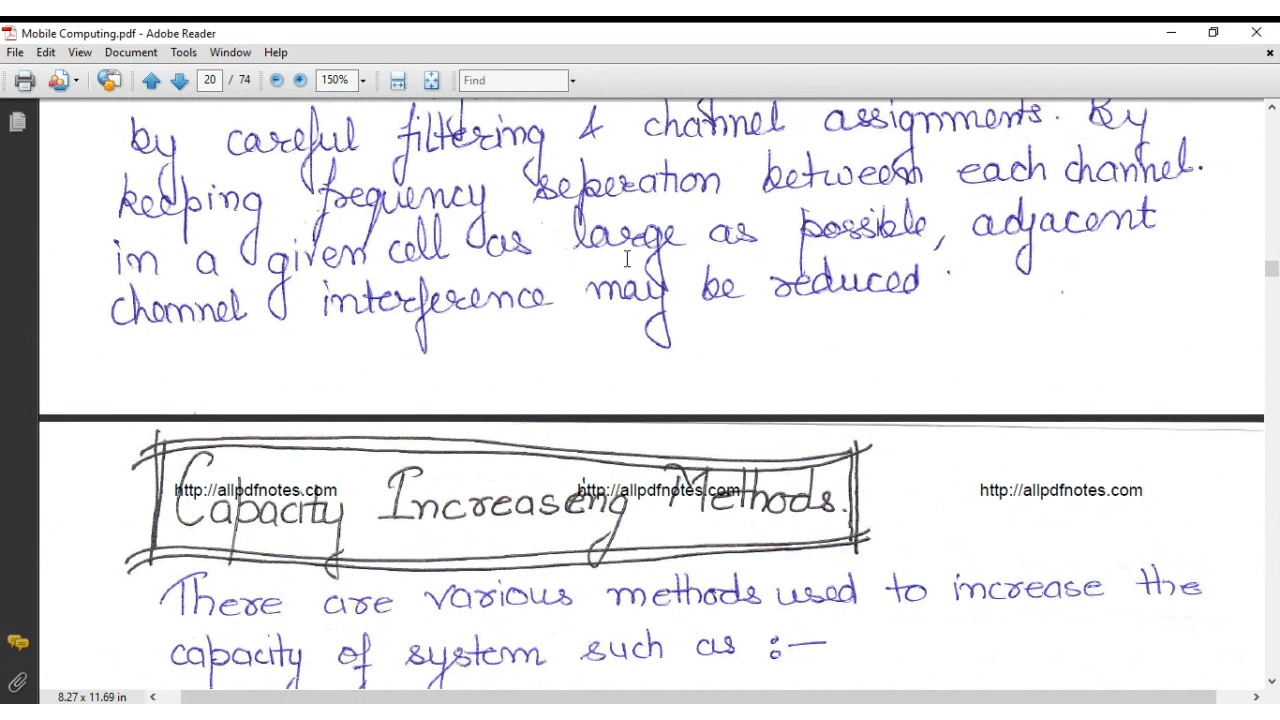 Mobile Computing.pdf - Adobe Reader
File Edit View Document Tools Window Help
20 / 74 150% Find
by careful filtering & channel assignments. By
keeping frequency seperation between each channel.
in a given cell as large as possible, adjacent
channel interference may be reduced.
http://allpdfnotes.com http://allpdfnotes.com http://allpdfnotes.com
Capacity Increaseing Methods.
There are various methods used to increase the
capacity of system such as :—
8.27 x 11.69 in